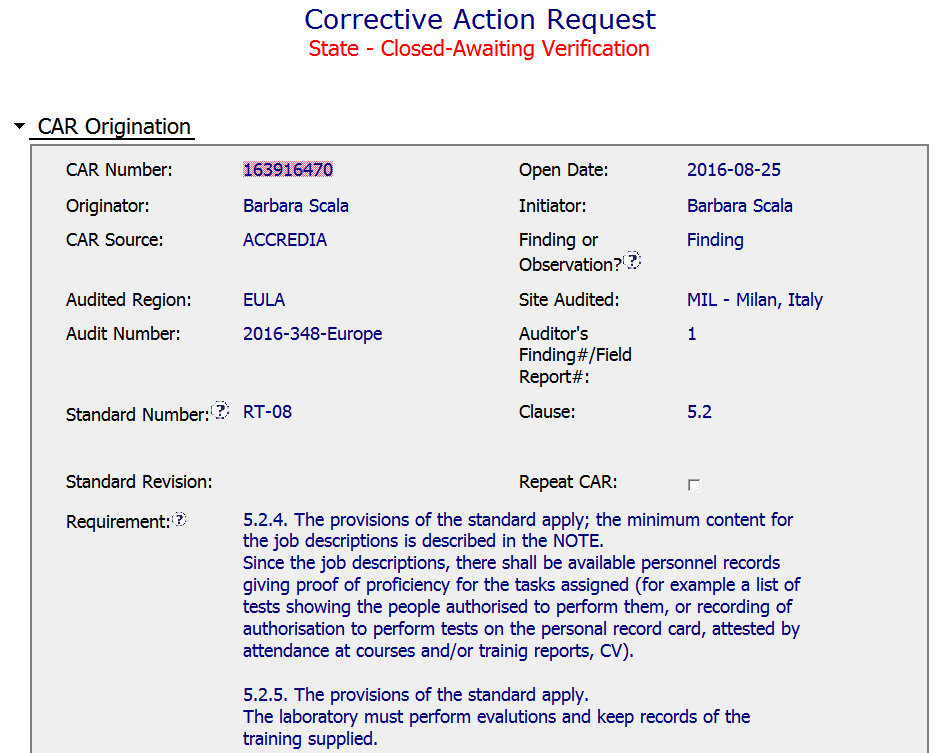 Corrective Action Request
State - Closed-Awaiting Verification
CAR Origination
CAR Number: 163916470 Open Date: 2016-08-25
Originator: Barbara Scala Initiator: Barbara Scala
CAR Source: ACCREDIA Finding or Observation?? Finding
Audited Region: EULA Site Audited: MIL - Milan, Italy
Audit Number: 2016-348-Europe Auditor's Finding#/Field Report#: 1
Standard Number:? RT-08 Clause: 5.2
Standard Revision: Repeat CAR:
Requirement:? 5.2.4. The provisions of the standard apply; the minimum content for
the job descriptions is described in the NOTE.
Since the job descriptions, there shall be available personnel records
giving proof of proficiency for the tasks assigned (for example a list of
tests showing the people authorised to perform them, or recording of
authorisation to perform tests on the personal record card, attested by
attendance at courses and/or trainig reports, CV).
5.2.5. The provisions of the standard apply.
The laboratory must perform evalutions and keep records of the
training supplied.